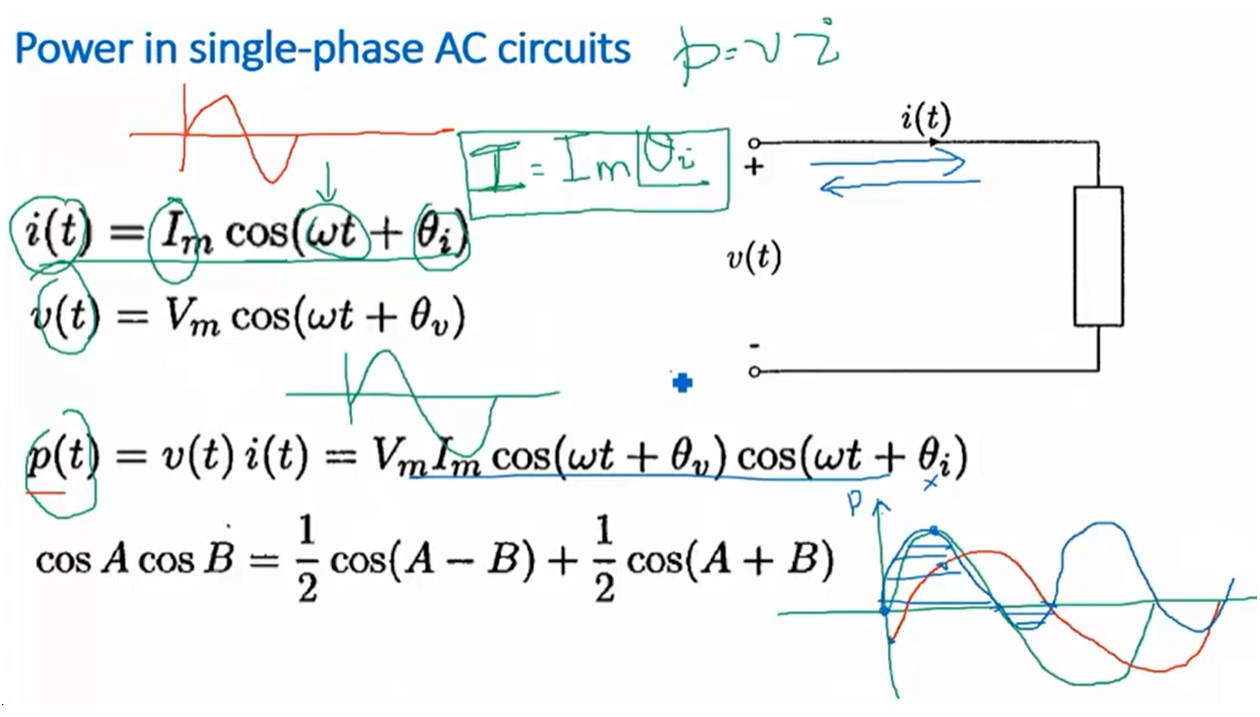 Power in single-phase AC circuits
p = v i
I = Im θi
i(t)
+
i(t) = Im cos(ωt + θi)
v(t)
v(t) = Vm cos(ωt + θv)
-
p(t) = v(t) i(t) = VmIm cos(ωt + θv) cos(ωt + θi)
x
P
cos A cos B = 1/2 cos(A − B) + 1/2 cos(A + B)